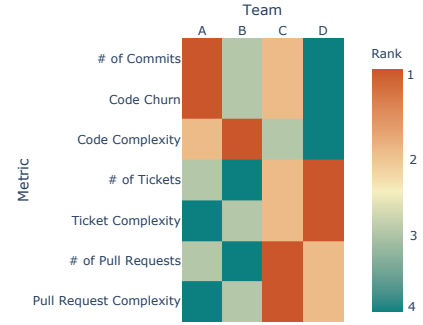 Team
A B C D
# of Commits
Code Churn
Code Complexity
# of Tickets
Ticket Complexity
# of Pull Requests
Pull Request Complexity
Metric
Rank
1
2
3
4